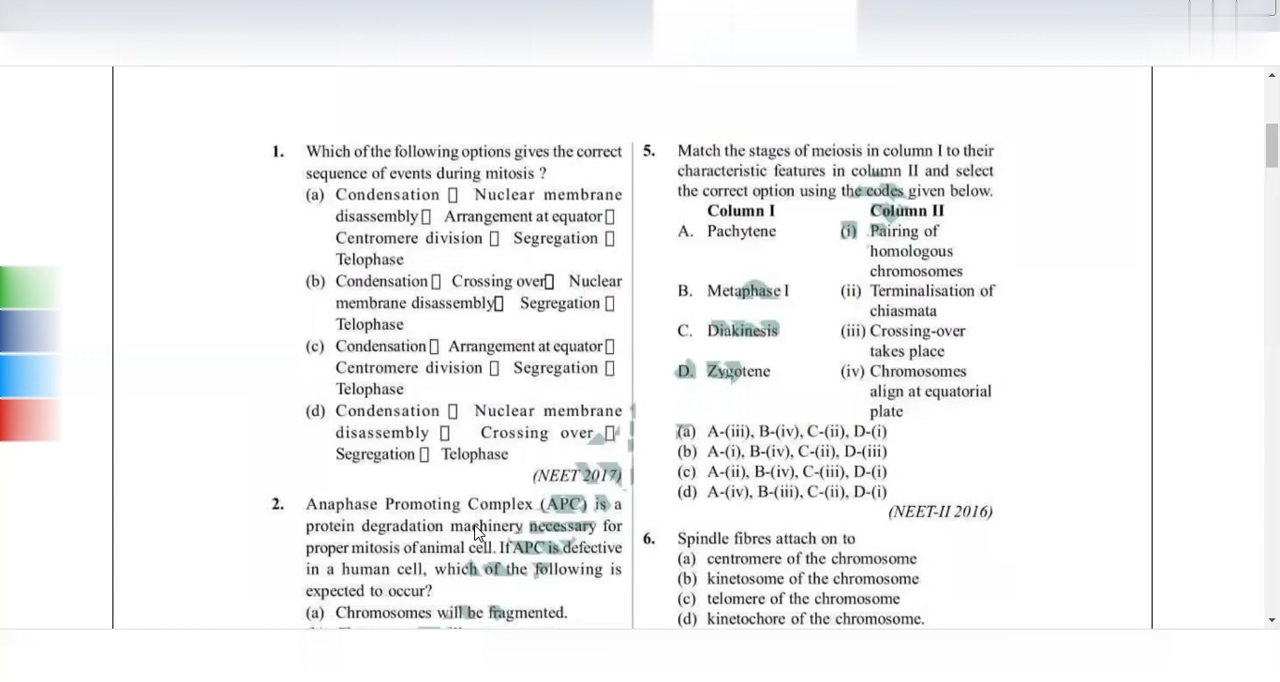 1. Which of the following options gives the correct
sequence of events during mitosis ?
(a) Condensation ▯ Nuclear membrane
disassembly▯ Arrangement at equator▯
Centromere division ▯ Segregation ▯
Telophase
(b) Condensation▯ Crossing over▯ Nuclear
membrane disassembly▯ Segregation ▯
Telophase
(c) Condensation▯ Arrangement at equator▯
Centromere division ▯ Segregation ▯
Telophase
(d) Condensation ▯ Nuclear membrane
disassembly ▯ Crossing over ▯
Segregation ▯ Telophase
(NEET 2017)
2. Anaphase Promoting Complex (APC) is a
protein degradation machinery necessary for
proper mitosis of animal cell. If APC is defective
in a human cell, which of the following is
expected to occur?
(a) Chromosomes will be fragmented.
5. Match the stages of meiosis in column I to their
characteristic features in column II and select
the correct option using the codes given below.
Column I Column II
A. Pachytene (i) Pairing of
homologous
chromosomes
B. Metaphase I (ii) Terminalisation of
chiasmata
C. Diakinesis (iii) Crossing-over
takes place
D. Zygotene (iv) Chromosomes
align at equatorial
plate
(a) A-(iii), B-(iv), C-(ii), D-(i)
(b) A-(i), B-(iv), C-(ii), D-(iii)
(c) A-(ii), B-(iv), C-(iii), D-(i)
(d) A-(iv), B-(iii), C-(ii), D-(i)
(NEET-II 2016)
6. Spindle fibres attach on to
(a) centromere of the chromosome
(b) kinetosome of the chromosome
(c) telomere of the chromosome
(d) kinetochore of the chromosome.